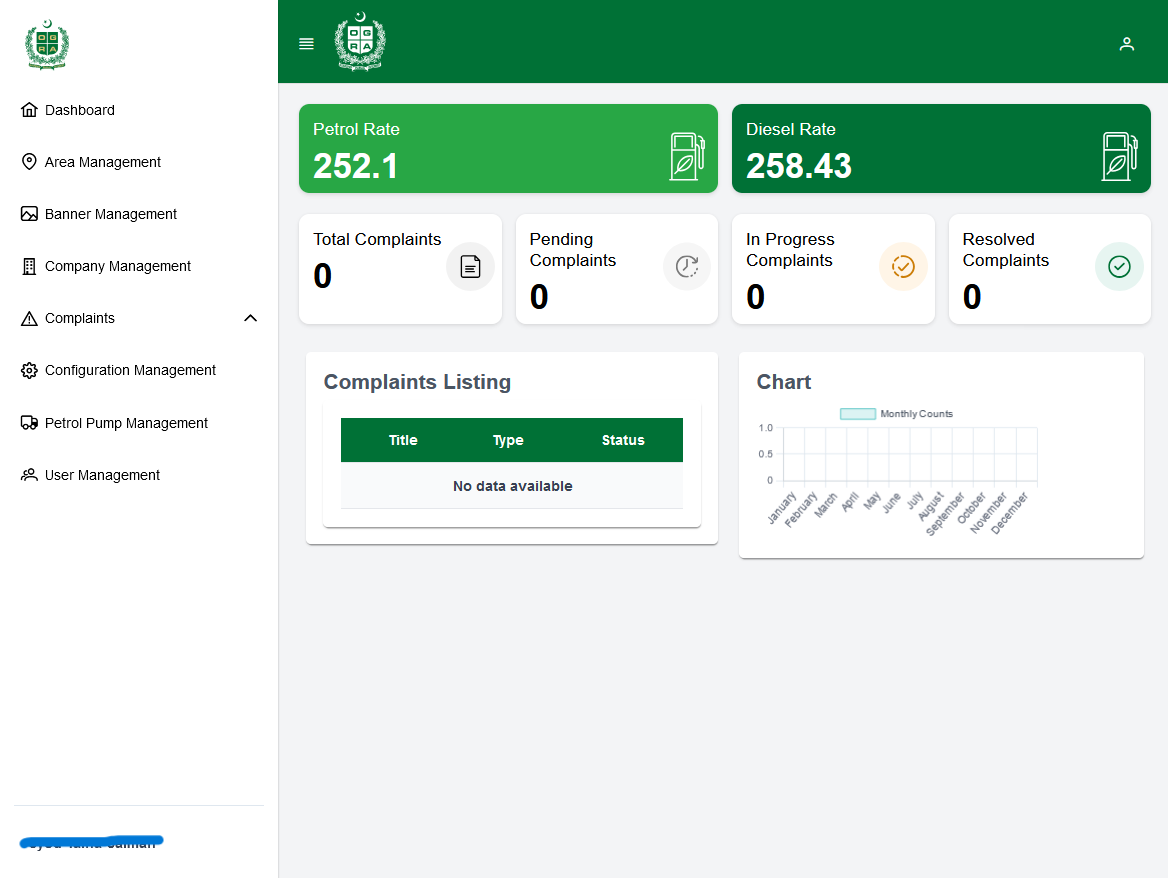 OGRA
OGRA
Dashboard
Area Management
Banner Management
Company Management
Complaints
Configuration Management
Petrol Pump Management
User Management
Petrol Rate
252.1
Diesel Rate
258.43
Total Complaints
0
Pending
Complaints
0
In Progress
Complaints
0
Resolved
Complaints
0
Complaints Listing
Title Type Status
No data available
Chart
Monthly Counts
1.0
0.5
0
January
February
March
April
May
June
July
August
September
October
November
December